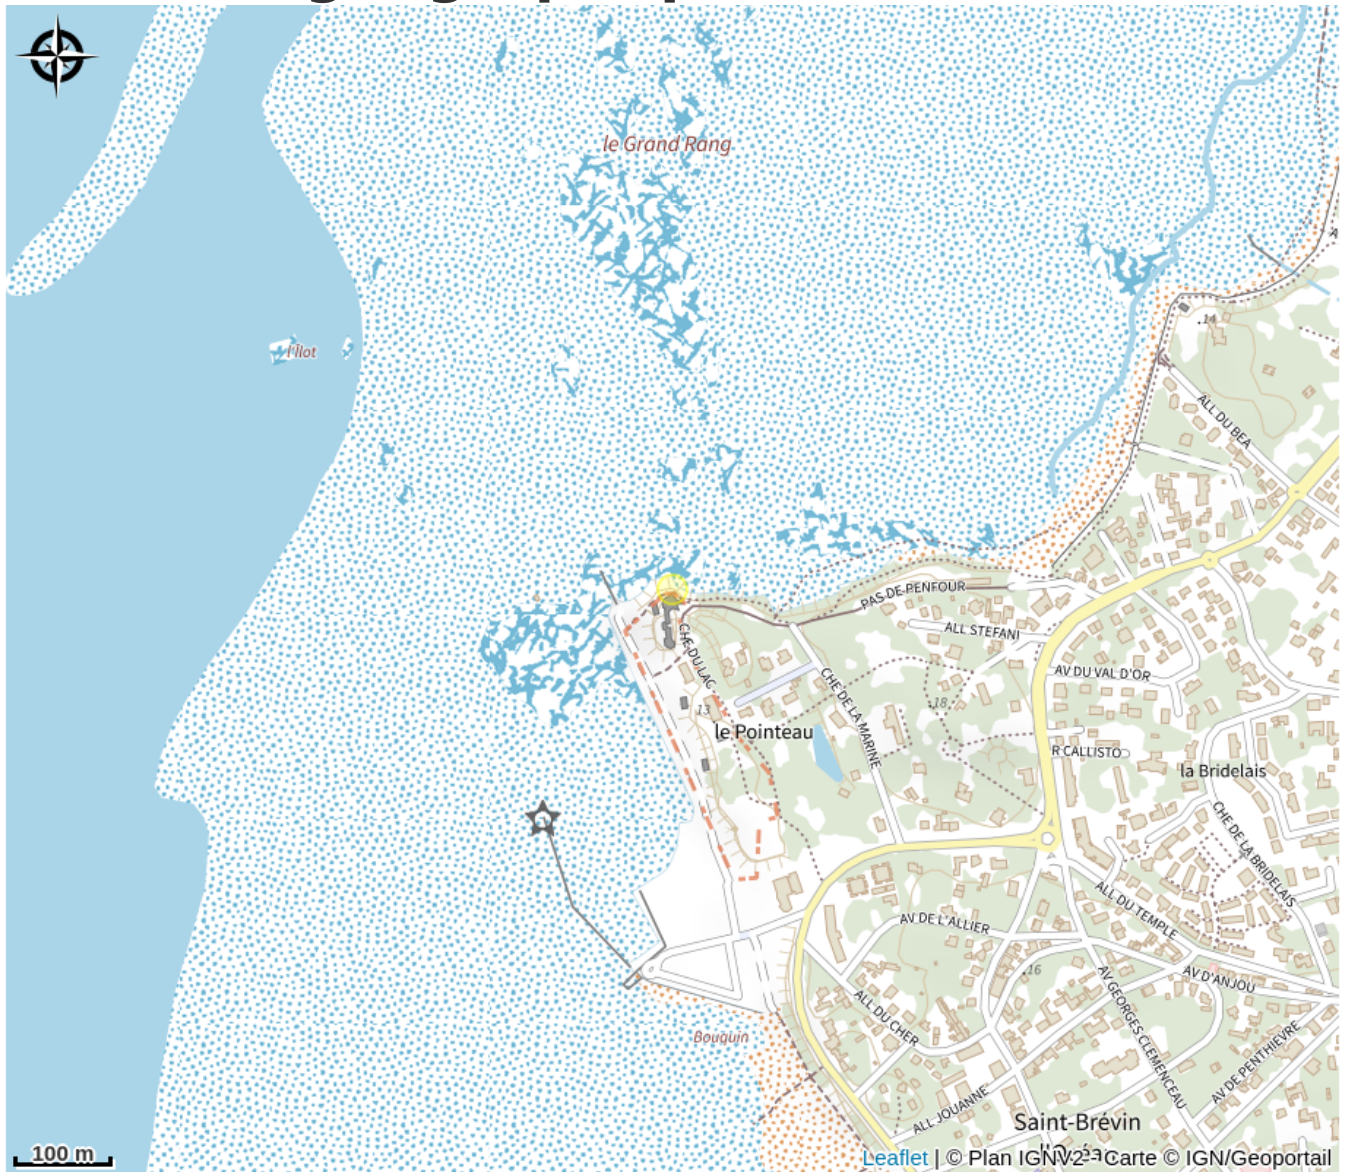 le Grand Rang
14
l'Îlot
ALL DU BEA
PAS DE PENFOUR
ALL STEFANI
CHE DU LAC
AV DU VAL D'OR
CHE DE LA MARINE
18
13
le Pointeau
R CALLISTO
la Bridelais
CHE DE LA BRIDELAIS
ALL DU TEMPLE
AV DE L'ALLIER
AV D'ANJOU
16
AV GEORGES CLEMENCEAU
ALL DU CHER
Bouquin
AV DE PENTHIEVRE
ALL JOUANNE
Saint-Brévin
100 m
Leaflet | © Plan IGNV2 - Carte © IGN/Geoportail